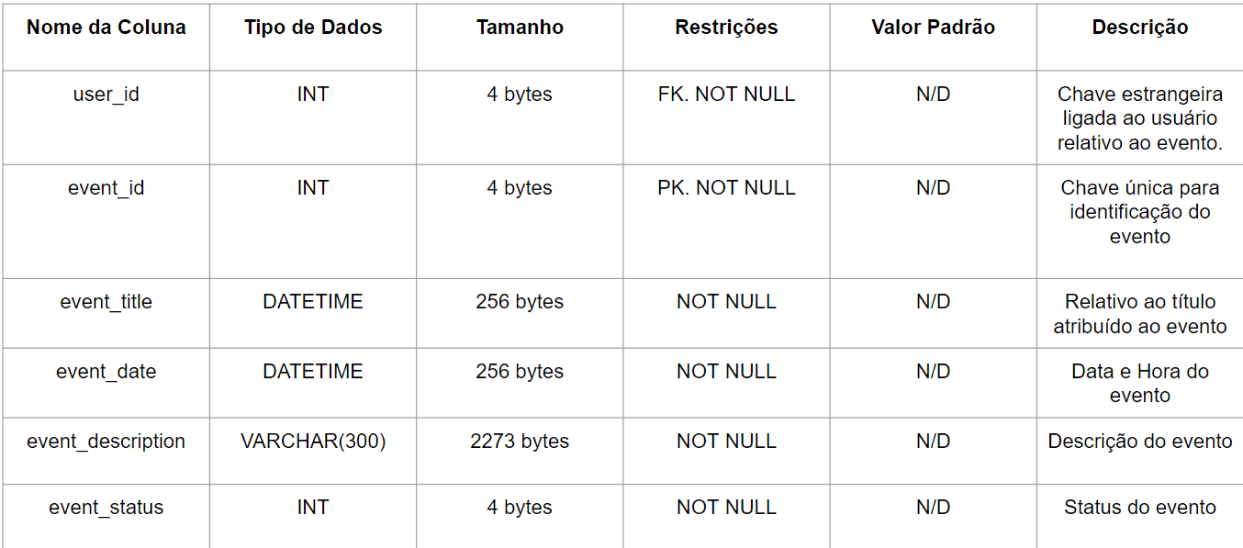 Nome da Coluna Tipo de Dados Tamanho Restrições Valor Padrão Descrição
user_id INT 4 bytes FK. NOT NULL N/D Chave estrangeira
ligada ao usuário
relativo ao evento.
event_id INT 4 bytes PK. NOT NULL N/D Chave única para
identificação do
evento
event_title DATETIME 256 bytes NOT NULL N/D Relativo ao título
atribuído ao evento
event_date DATETIME 256 bytes NOT NULL N/D Data e Hora do
evento
event_description VARCHAR(300) 2273 bytes NOT NULL N/D Descrição do evento
event_status INT 4 bytes NOT NULL N/D Status do evento